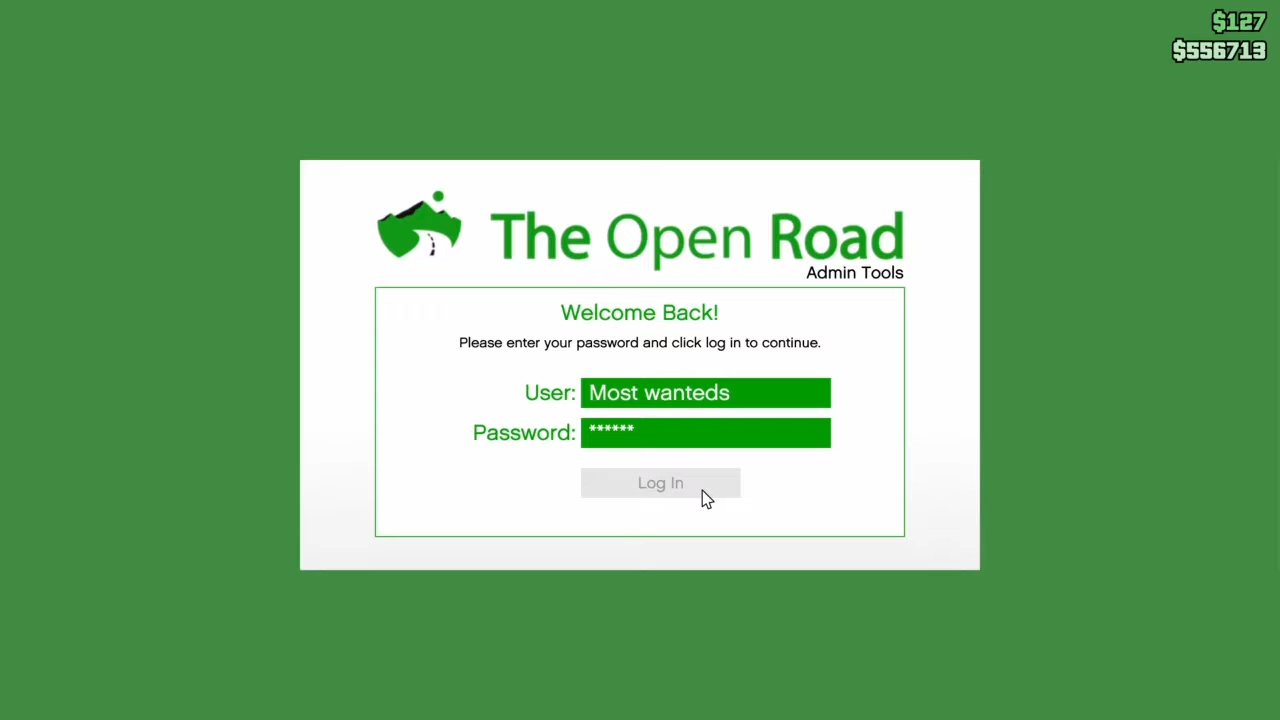 $127
$556713
The Open Road
Admin Tools
Welcome Back!
Please enter your password and click log in to continue.
User: Most wanteds
Password: ******
Log In